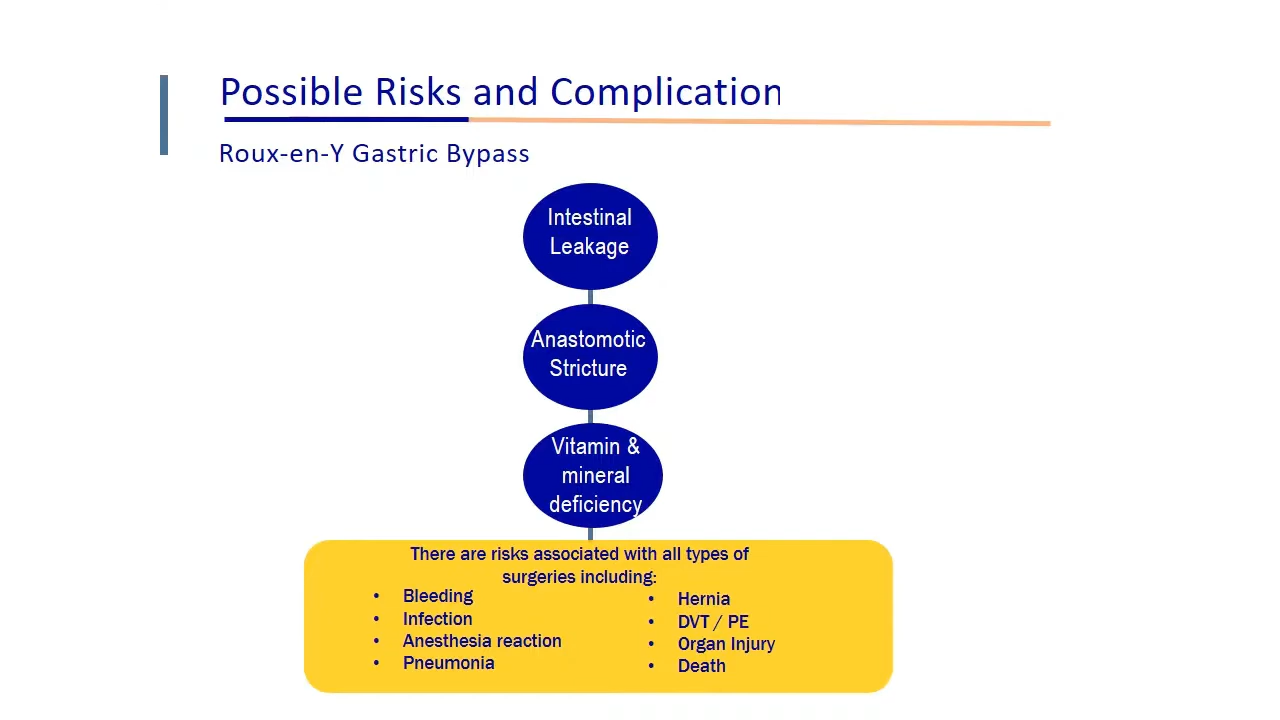 Possible Risks and Complication
Roux-en-Y Gastric Bypass
Intestinal
Leakage
Anastomotic
Stricture
Vitamin &
mineral
deficiency
There are risks associated with all types of
surgeries including:
• Bleeding
• Infection
• Anesthesia reaction
• Pneumonia
• Hernia
• DVT / PE
• Organ Injury
• Death